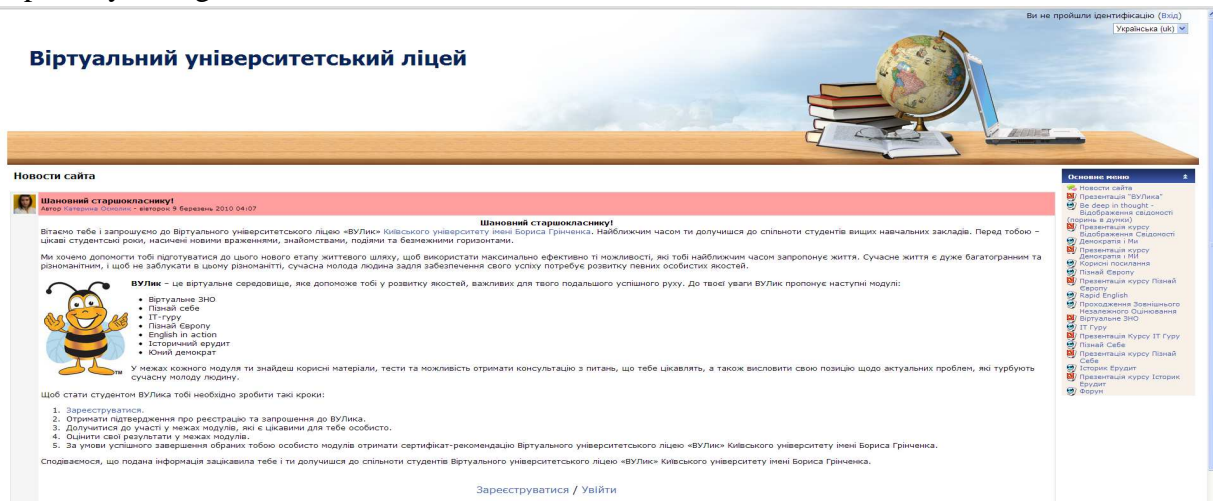 Ви не пройшли ідентифікацію (Вхід)
Українська (uk)
Віртуальний університетський ліцей
Новости сайта
Шановний старшокласнику!
Автор Катерина Осмоляк - вівторок 9 березень 2010 04:07
Шановний старшокласнику!
Вітаємо тебе і запрошуємо до Віртуального університетського ліцею «ВУЛик» Київського університету імені Бориса Грінченка. Найближчим часом ти долучишся до спільноти студентів вищих навчальних закладів. Перед тобою –
цікаві студентські роки, насичені новими враженнями, знайомствами, подіями та безмежними горизонтами.
Ми хочемо допомогти тобі підготуватися до цього нового етапу життєвого шляху, щоб використати максимально ефективно ті можливості, які тобі найближчим часом запропонує життя. Сучасне життя є дуже багатогранним та
різноманітним, і щоб не заблукати в цьому різноманітті, сучасна молода людина задля забезпечення свого успіху потребує розвитку певних особистих якостей.
ВУЛик – це віртуальне середовище, яке допоможе тобі у розвитку якостей, важливих для твого подальшого успішного руху. До твоєї уваги ВУЛик пропонує наступні модулі:
• Віртуальне ЗНО
• Пізнай себе
• ІТ-гуру
• Пізнай Європу
• English in action
• Історичний ерудит
• Юний демократ
У межах кожного модуля ти знайдеш корисні матеріали, тести та можливість отримати консультацію з питань, що тебе цікавлять, а також висловити свою позицію щодо актуальних проблем, які турбують
сучасну молоду людину.
TM
Щоб стати студентом ВУЛика тобі необхідно зробити такі кроки:
1. Зареєструватися.
2. Отримати підтвердження про реєстрацію та запрошення до ВУЛика.
3. Долучитися до участі у межах модулів, які є цікавими для тебе особисто.
4. Оцінити свої результати у межах модулів.
5. За умови успішного завершення обраних тобою особисто модулів отримати сертифікат-рекомендацію Віртуального університетського ліцею «ВУЛик» Київського університету імені Бориса Грінченка.
Сподіваємося, що подана інформація зацікавила тебе і ти долучишся до спільноти студентів Віртуального університетського ліцею «ВУЛик» Київського університету імені Бориса Грінченка.
Зареєструватися / Увійти
Основне меню
Новости сайта
Презентація "ВУЛика"
Be deep in thought -
Відображення свідомості
(поринь в думки)
Презентація курсу
Відображення Свідомості
Демократія і Ми
Презентація курсу
Демократія і МИ
Корисні посилання
Пізнай Європу
Презентація курсу Пізнай
Європу
Rapid English
Проходження Зовнішнього
Незалежного Оцінювання
Віртуальне ЗНО
ІТ Гуру
Презентація Курсу ІТ Гуру
Пізнай Себе
Презентація курсу Пізнай
Себе
Історик Ерудит
Презентація курсу Історик
Ерудит
Форум